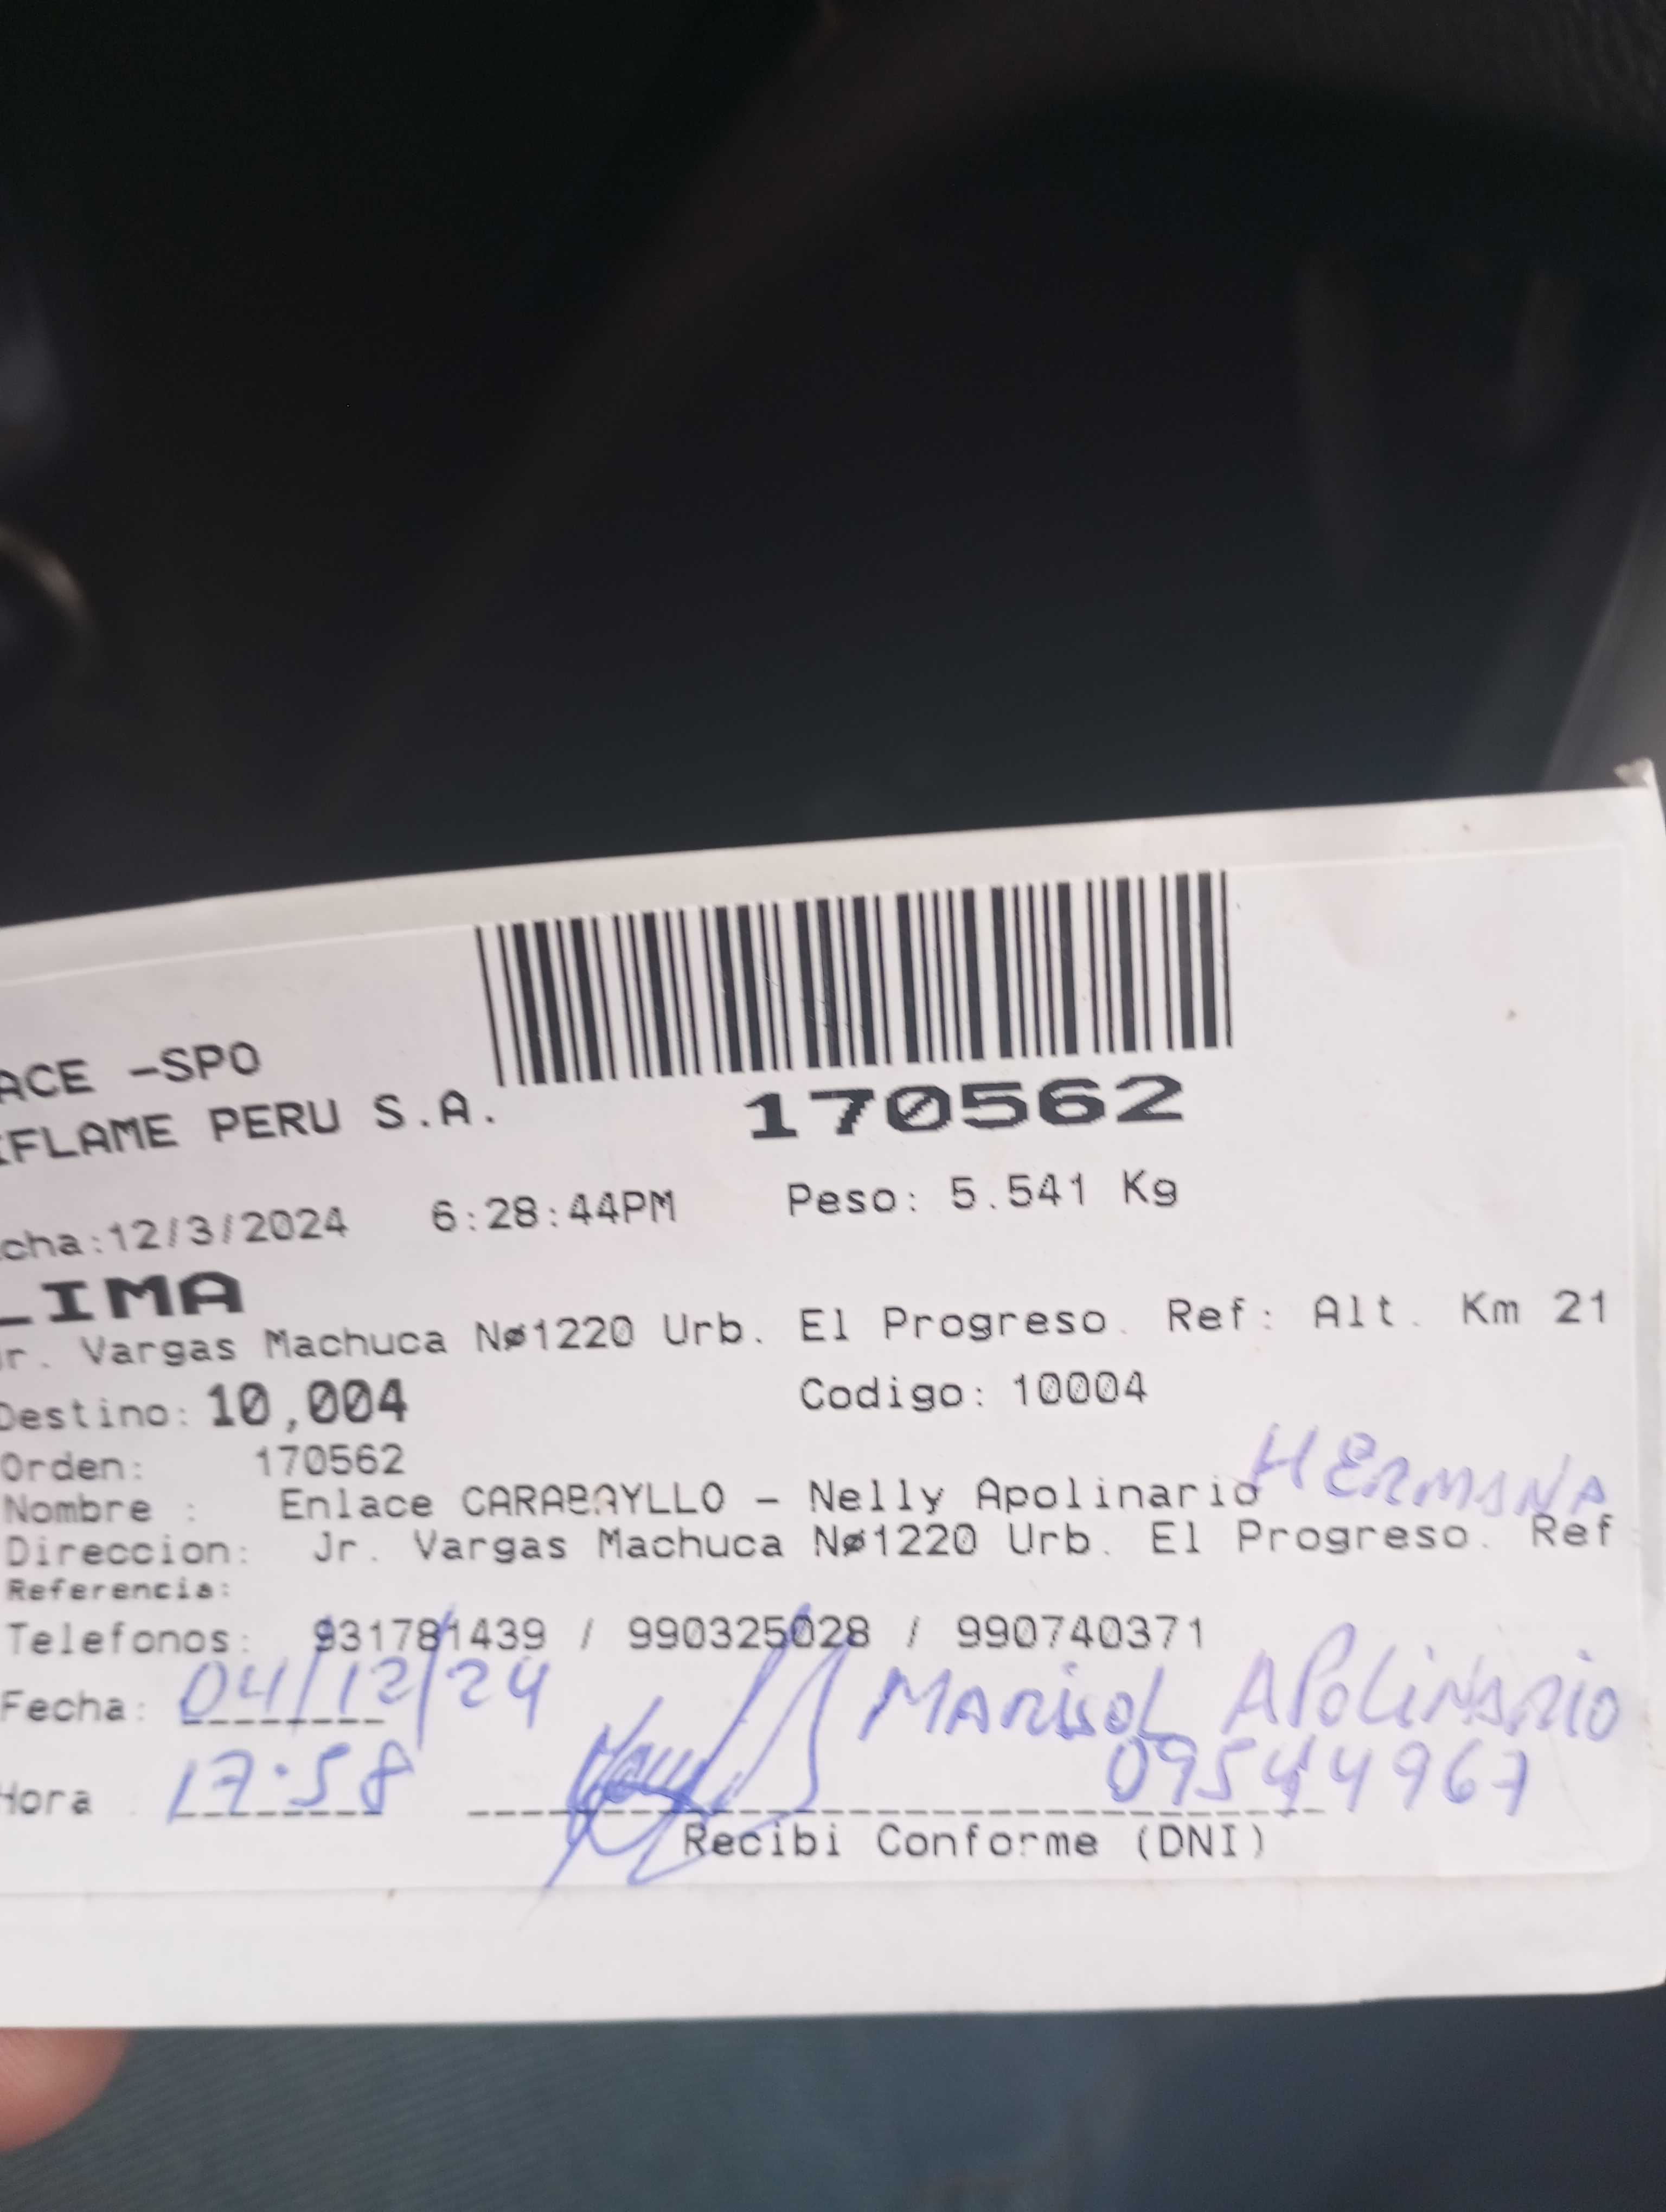 ACE -SPO
IFLAME PERU S.A.
170562
cha:12/3/2024 6:28:44PM Peso: 5.541 Kg
LIMA
Jr. Vargas Machuca Nø1220 Urb. El Progreso. Ref: Alt. Km 21
Destino: 10,004 Codigo: 10004
Orden: 170562
HERMANA
Nombre : Enlace CARABAYLLO - Nelly Apolinario
Direccion: Jr. Vargas Machuca Nø1220 Urb. El Progreso. Ref
Referencia:
Telefonos: 931781439 / 990325028 / 990740371
Fecha: 04/12/24 MARISOL APOLINARIO
Hora : 17:58 09544967
Recibi Conforme (DNI)